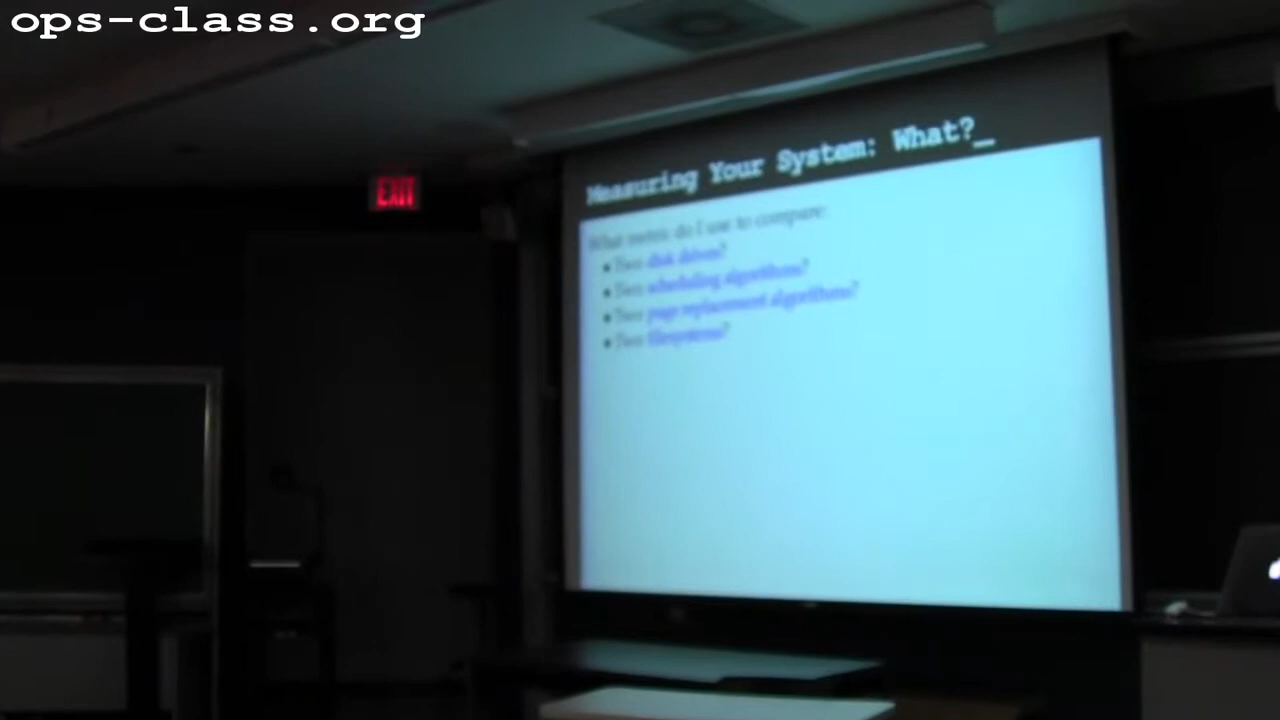 ops-class.org
EXIT
Measuring Your System: What?_
What metric do I use to compare:
• Two disk drives?
• Two scheduling algorithms?
• Two page replacement algorithms?
• Two filesystems?